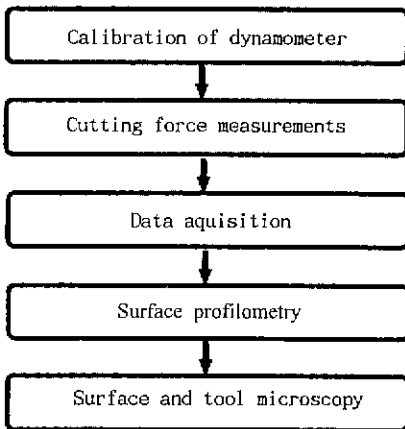 Calibration of dynamometer
Cutting force measurements
Data aquisition
Surface profilometry
Surface and tool microscopy